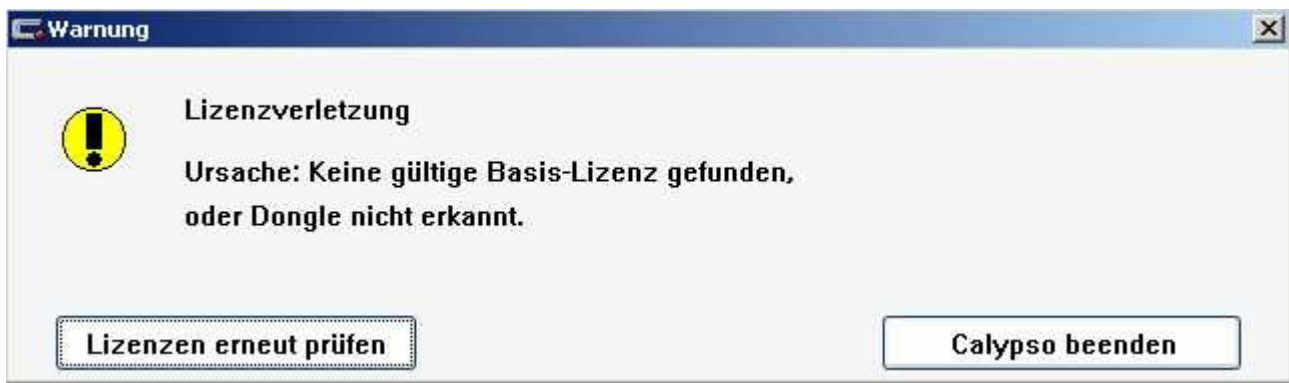 Warnung
Lizenzverletzung
Ursache: Keine gültige Basis-Lizenz gefunden,
oder Dongle nicht erkannt.
Lizenzen erneut prüfen
Calypso beenden